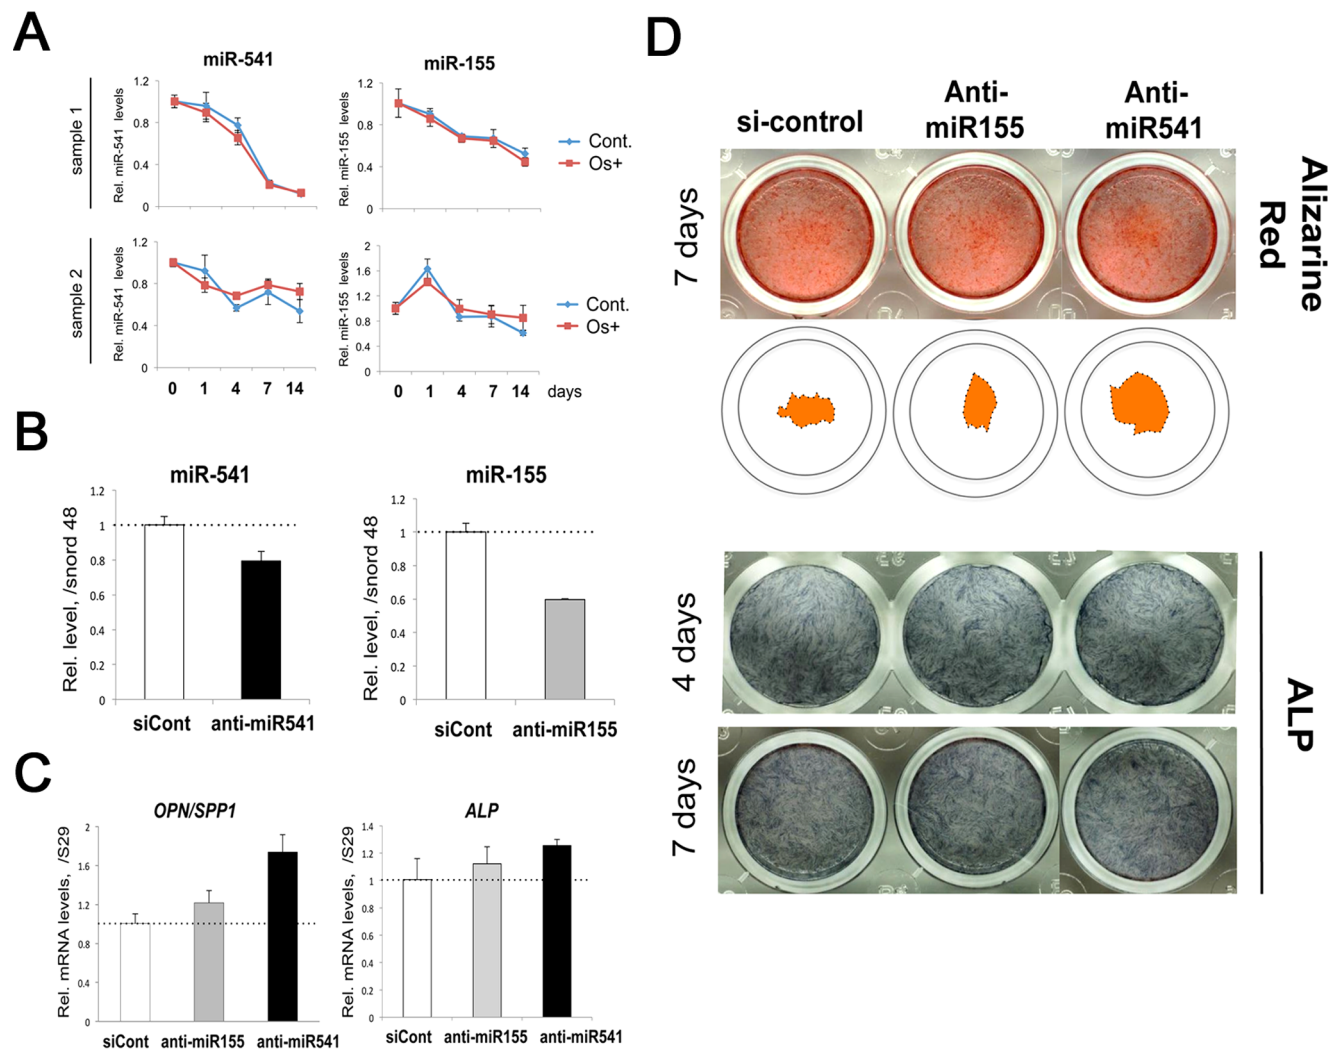 A
miR-541
miR-155
sample 1
Rel. miR-541 levels
1.2
0.8
0.4
0
Rel. miR-155 levels
1.2
0.8
0.4
0
Cont.
Os+
sample 2
Rel. miR-541 levels
1.2
0.8
0.4
0
Rel. miR-155 levels
2
1.6
1.2
0.8
0.4
0
Cont.
Os+
0 1 4 7 14
0 1 4 7 14 days
B
miR-541
miR-155
Rel. level, /snord 48
1.2
1
0.8
0.6
0.4
0.2
0
siCont anti-miR541
Rel. level, /snord 48
1.2
1
0.8
0.6
0.4
0.2
0
siCont anti-miR155
C
OPN/SPP1
ALP
Rel. mRNA levels, /S29
2
1.6
1.2
0.8
0.4
0
siCont anti-miR155 anti-miR541
Rel. mRNA levels, /S29
1.4
1.2
1
0.8
0.6
0.4
0.2
0
siCont anti-miR155 anti-miR541
D
si-control
Anti-
miR155
Anti-
miR541
7 days
Alizarine
Red
4 days
7 days
ALP